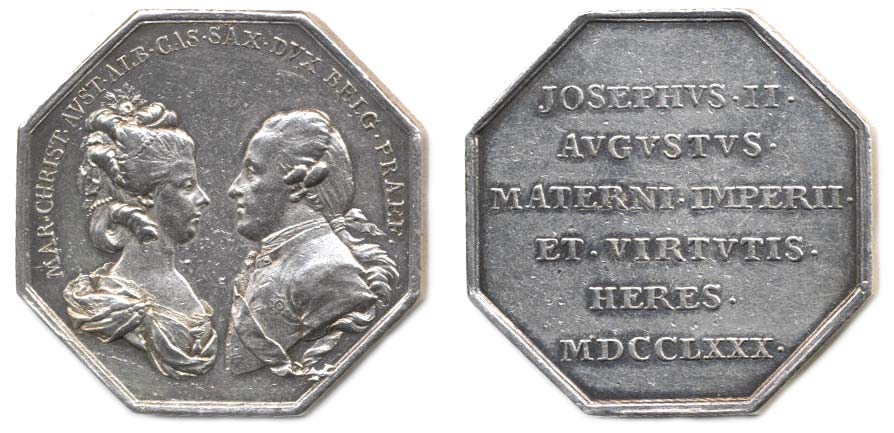 MAR·CHRIST·AVST·ALB·CAS·SAX·DVX BELG·PRAEF·
JOSEPHVS·II·
AVGVSTVS·
MATERNI·IMPERII·
ET·VIRTVTIS·
HERES·
MDCCLXXX·